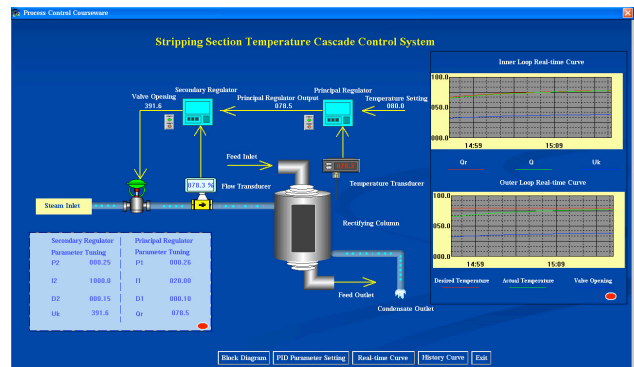 Process Control Courseware
Stripping Section Temperature Cascade Control System
Secondary Regulator
Valve Opening
391.6
Principal Regulator Output
078.5
Principal Regulator
Temperature Setting
080.0
Feed Inlet
Flow Transducer
078.3 %
Temperature Transducer
Steam Inlet
Rectifying Column
Feed Outlet
Condensate Outlet
Secondary Regulator
Parameter Tuning
P2 000.25
I2 1000.0
D2 000.15
Uk 391.6
Principal Regulator
Parameter Tuning
P1 000.26
I1 020.00
D1 000.10
Qr 078.5
Inner Loop Real-time Curve
100.0
050.0
000.0
14:59 15:09
Qr Q Uk
Outer Loop Real-time Curve
100.0
050.0
000.0
14:59 15:09
Desired Temperature Actual Temperature Valve Opening
Block Diagram PID Parameter Setting Real-time Curve History Curve Exit